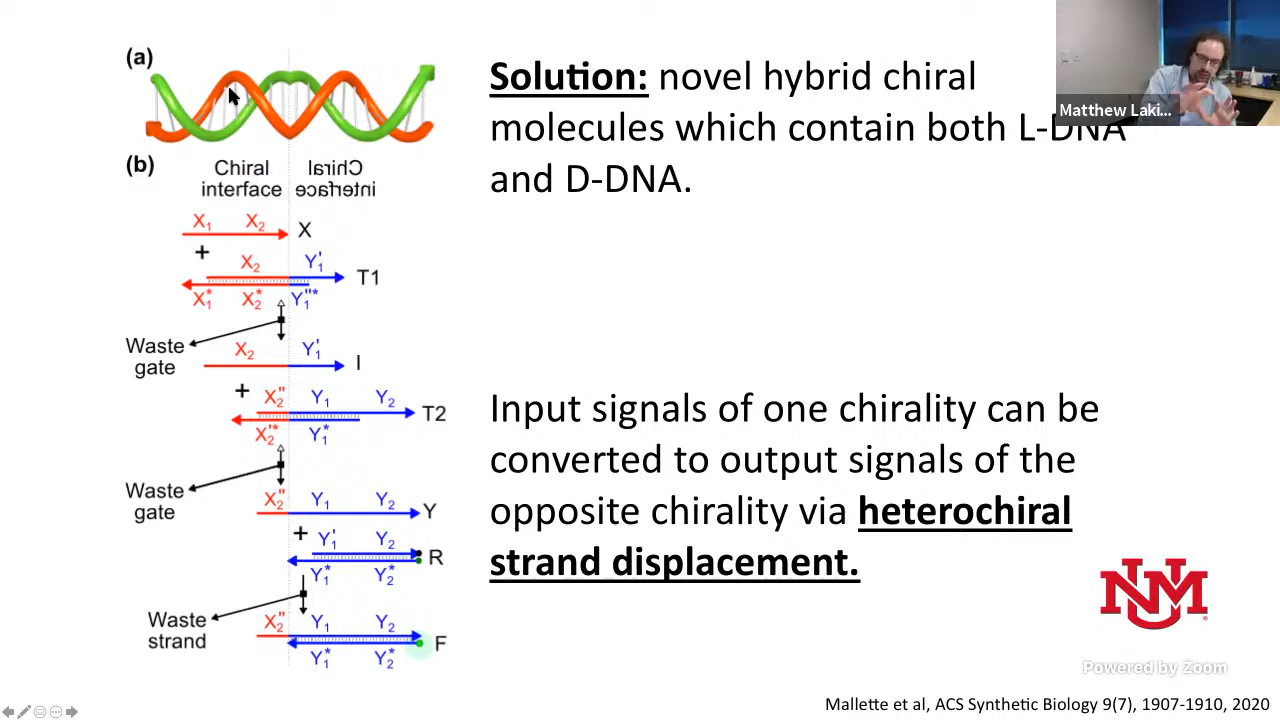 (a)
Solution: novel hybrid chiral
molecules which contain both L-DNA
and D-DNA.
Matthew Laki...
(b)
Chiral
interface
Chiral
interface
X₁ X₂ X
+
X₂ Y₁' T1
X₁* X₂* Y₁''*
Waste
gate
X₂ Y₁' I
+
X₂'' Y₁ Y₂ T2
X₂'* Y₁*
Waste
gate
X₂'' Y₁ Y₂ Y
+
Y₁' Y₂ R
Y₁* Y₂*
Waste
strand
X₂'' Y₁ Y₂ F
Y₁* Y₂*
Input signals of one chirality can be
converted to output signals of the
opposite chirality via heterochiral
strand displacement.
UNM
Powered by Zoom
Mallette et al, ACS Synthetic Biology 9(7), 1907-1910, 2020